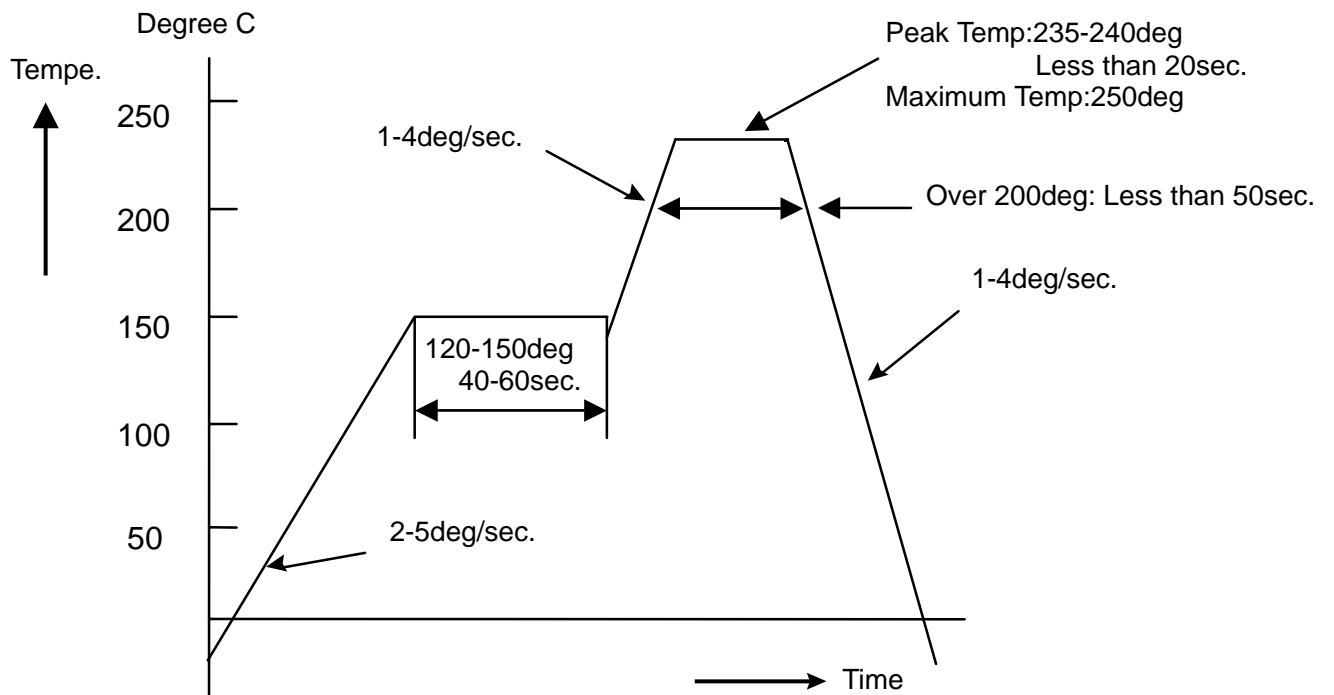 Degree C
Tempe.
Peak Temp:235-240deg
Less than 20sec.
Maximum Temp:250deg
250
1-4deg/sec.
200
Over 200deg: Less than 50sec.
1-4deg/sec.
150
120-150deg
40-60sec.
100
50
2-5deg/sec.
Time